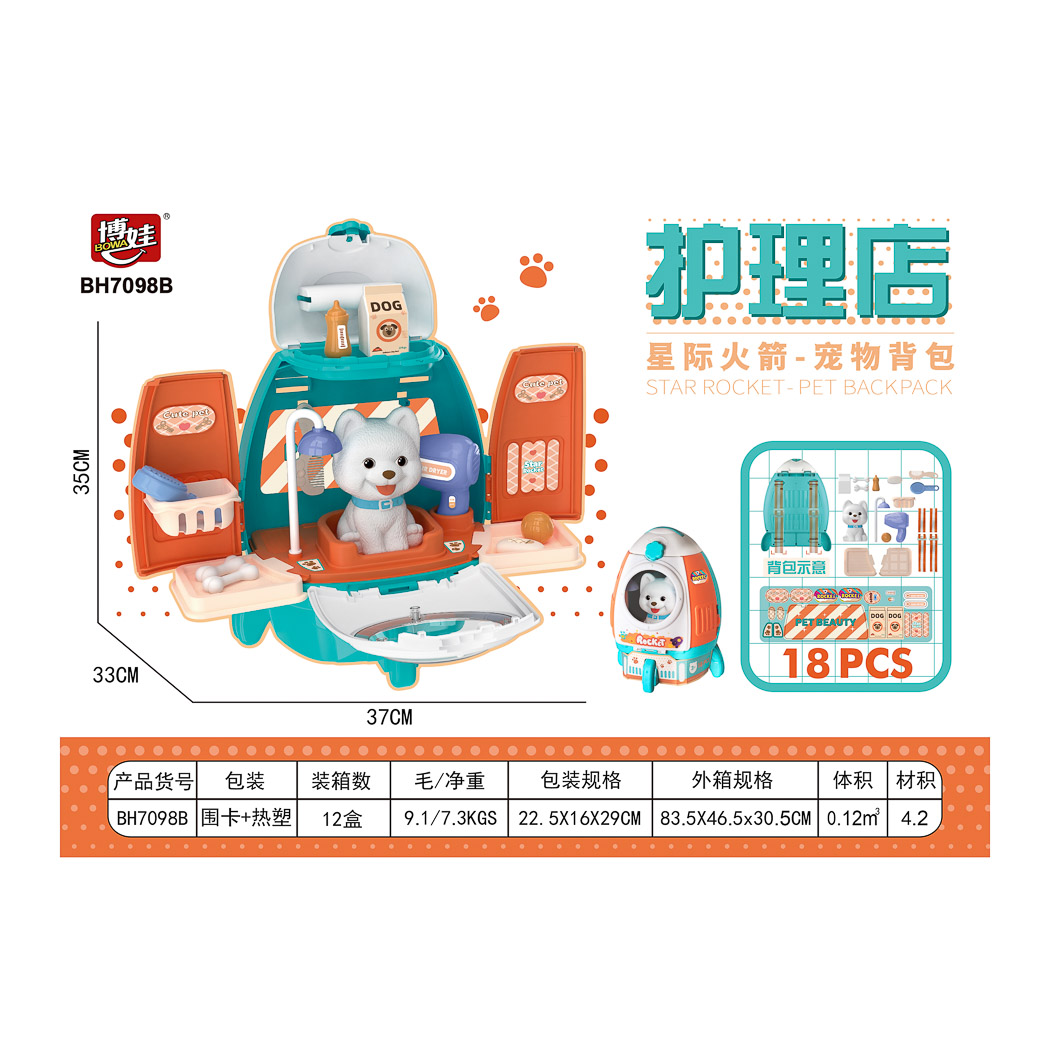 博娃
BOWA
®
BH7098B
护理店
星际火箭-宠物背包
STAR ROCKET- PET BACKPACK
DOG
Cute pet
Cute pet
Star
Rocket
DRYER
35CM
33CM
37CM
ROCKET
背包示意
ROCKET
ROCKET
PET BEAUTY
DOG
DOG
18 PCS
产品货号 包装 装箱数 毛/净重 包装规格 外箱规格 体积 材积
BH7098B 围卡+热塑 12盒 9.1/7.3KGS 22.5X16X29CM 83.5X46.5x30.5CM 0.12m³ 4.2